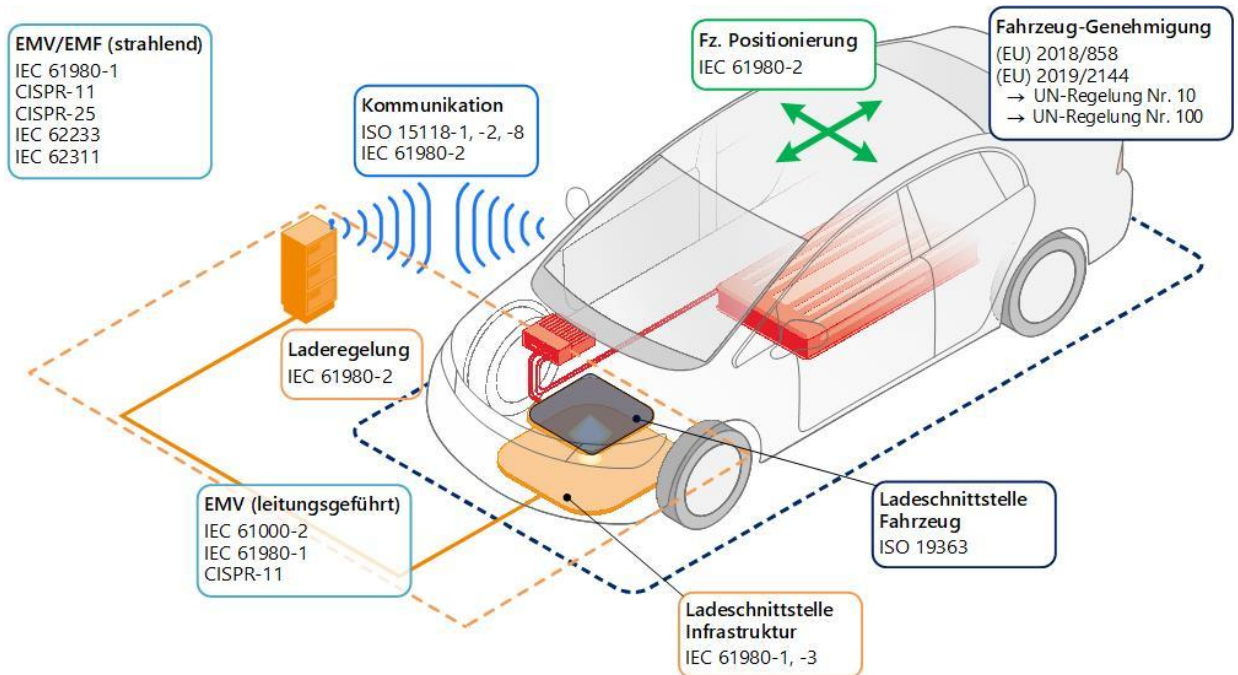 EMV/EMF (strahlend)
IEC 61980-1
CISPR-11
CISPR-25
IEC 62233
IEC 62311
Kommunikation
ISO 15118-1, -2, -8
IEC 61980-2
Fz. Positionierung
IEC 61980-2
Fahrzeug-Genehmigung
(EU) 2018/858
(EU) 2019/2144
→ UN-Regelung Nr. 10
→ UN-Regelung Nr. 100
Laderegelung
IEC 61980-2
EMV (leitungsgeführt)
IEC 61000-2
IEC 61980-1
CISPR-11
Ladeschnittstelle
Fahrzeug
ISO 19363
Ladeschnittstelle
Infrastruktur
IEC 61980-1, -3